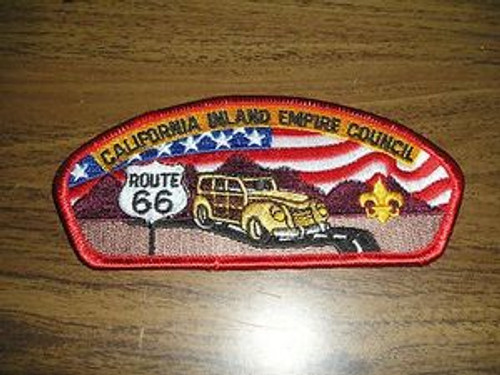 CALIFORNIA INLAND EMPIRE COUNCIL
ROUTE
66